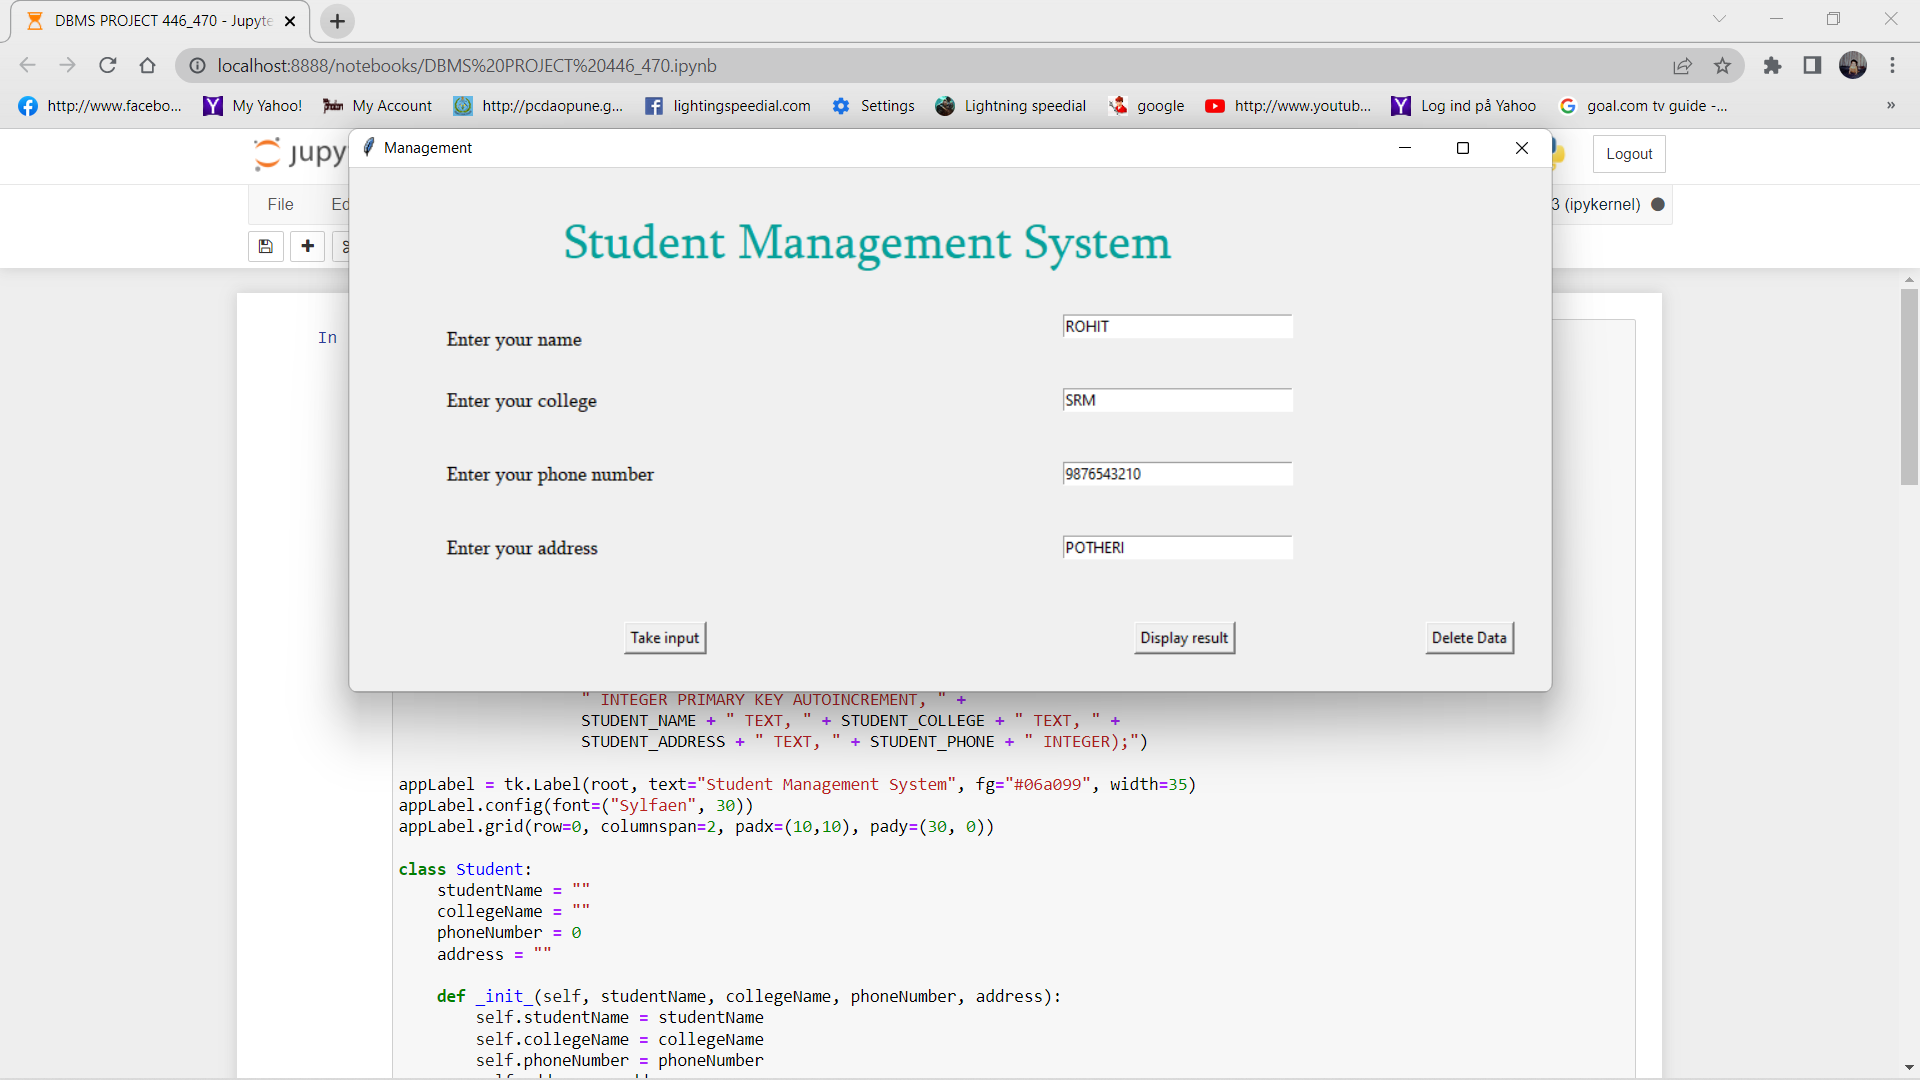 DBMS PROJECT 446_470 - Jupyte
localhost:8888/notebooks/DBMS%20PROJECT%20446_470.ipynb
http://www.facebo... My Yahoo! My Account http://pcdaopune.g... lightingspeedial.com Settings Lightning speedial google http://www.youtub... Log ind på Yahoo goal.com tv guide -... »
jupy
Management
Logout
File Ed
3 (ipykernel)
Student Management System
In
Enter your name
ROHIT
Enter your college
SRM
Enter your phone number
9876543210
Enter your address
POTHERI
Take input Display result Delete Data
" INTEGER PRIMARY KEY AUTOINCREMENT, " +
STUDENT_NAME + " TEXT, " + STUDENT_COLLEGE + " TEXT, " +
STUDENT_ADDRESS + " TEXT, " + STUDENT_PHONE + " INTEGER);")
appLabel = tk.Label(root, text="Student Management System", fg="#06a099", width=35)
appLabel.config(font=("Sylfaen", 30))
appLabel.grid(row=0, columnspan=2, padx=(10,10), pady=(30, 0))
class Student:
studentName = ""
collegeName = ""
phoneNumber = 0
address = ""
def _init_(self, studentName, collegeName, phoneNumber, address):
self.studentName = studentName
self.collegeName = collegeName
self.phoneNumber = phoneNumber